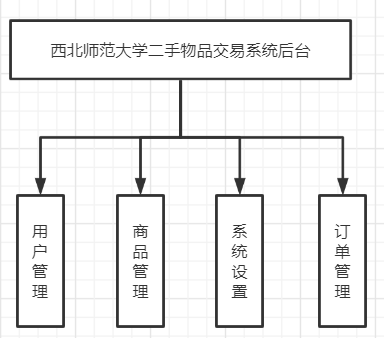 西北师范大学二手物品交易系统后台
用户管理
商品管理
系统设置
订单管理